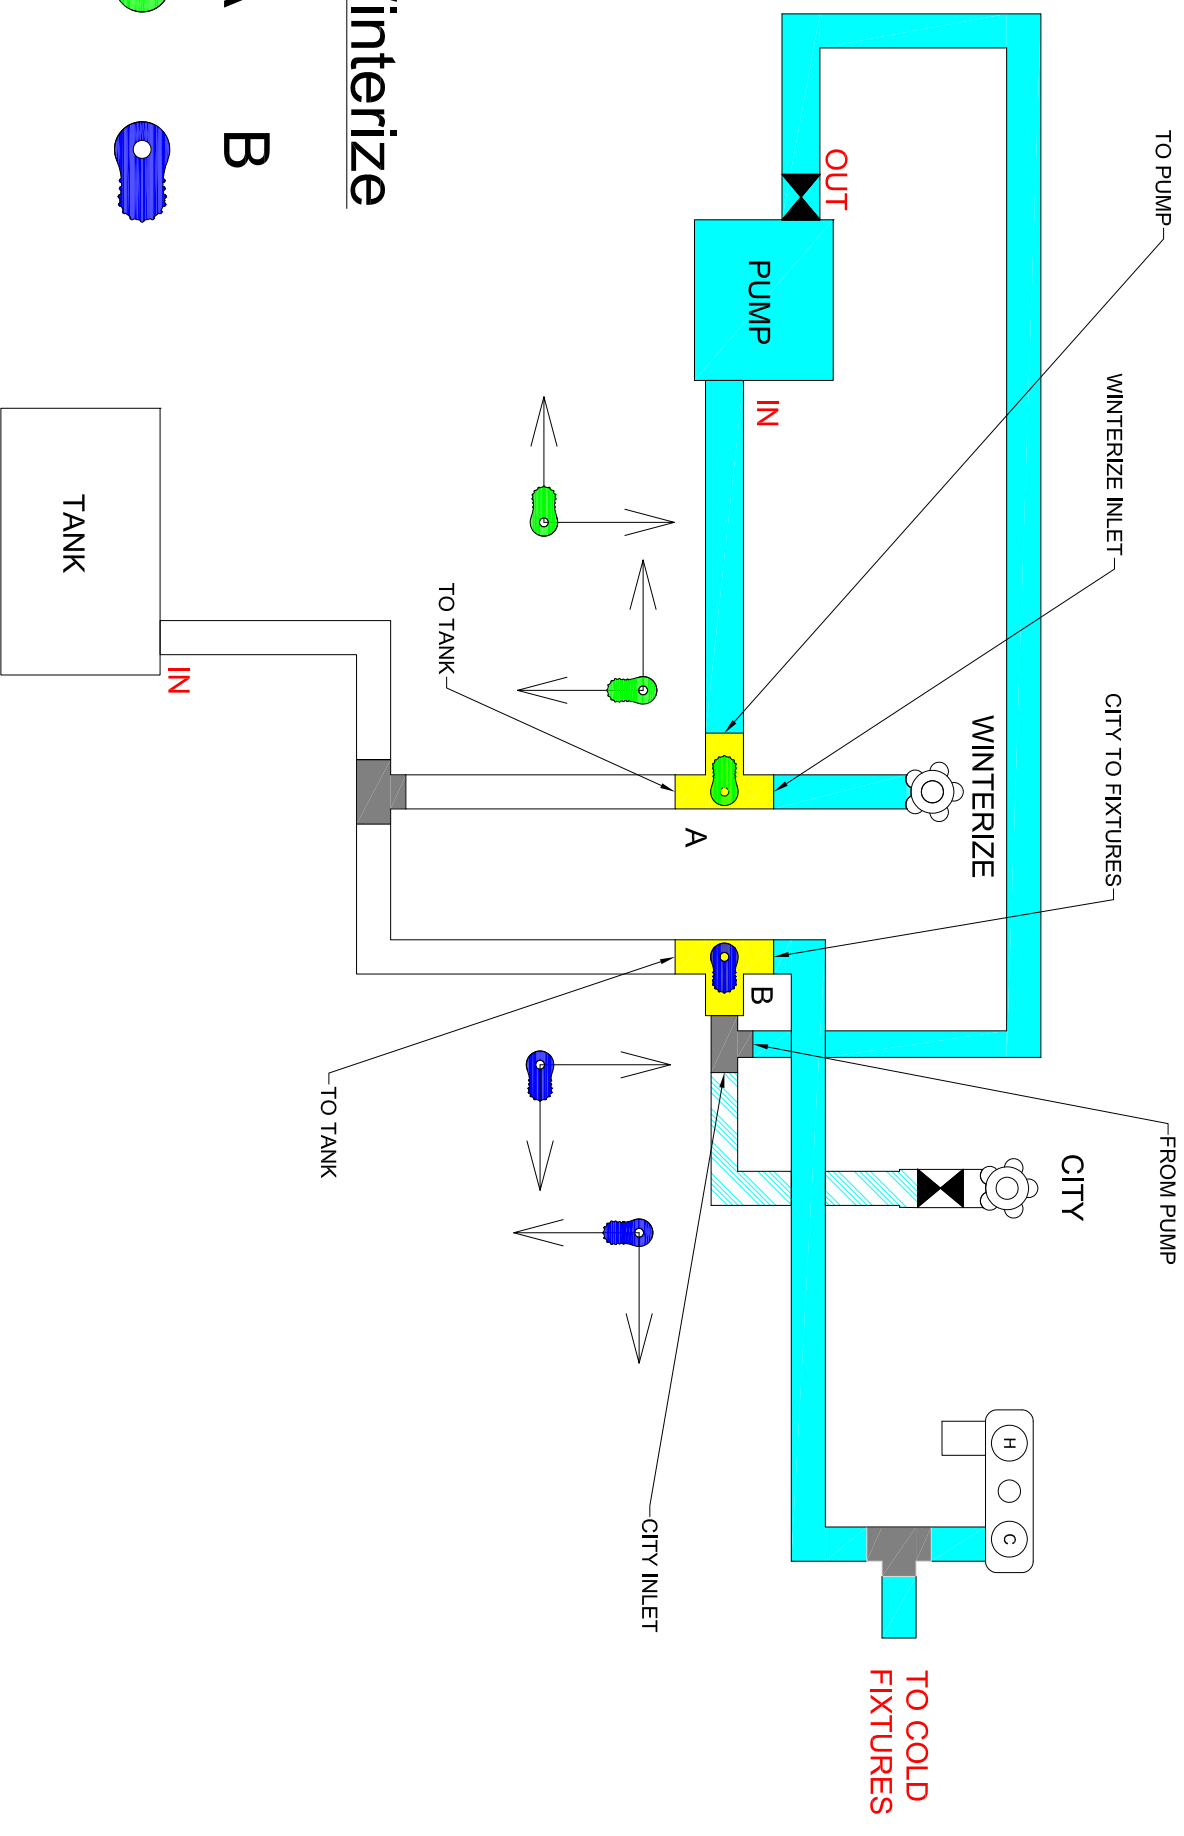 TO PUMP
WINTERIZE INLET
CITY TO FIXTURES
FROM PUMP
WINTERIZE
CITY
OUT
PUMP
IN
A
B
H
C
TO TANK
TO TANK
CITY INLET
TO COLD
FIXTURES
IN
TANK
interize
B